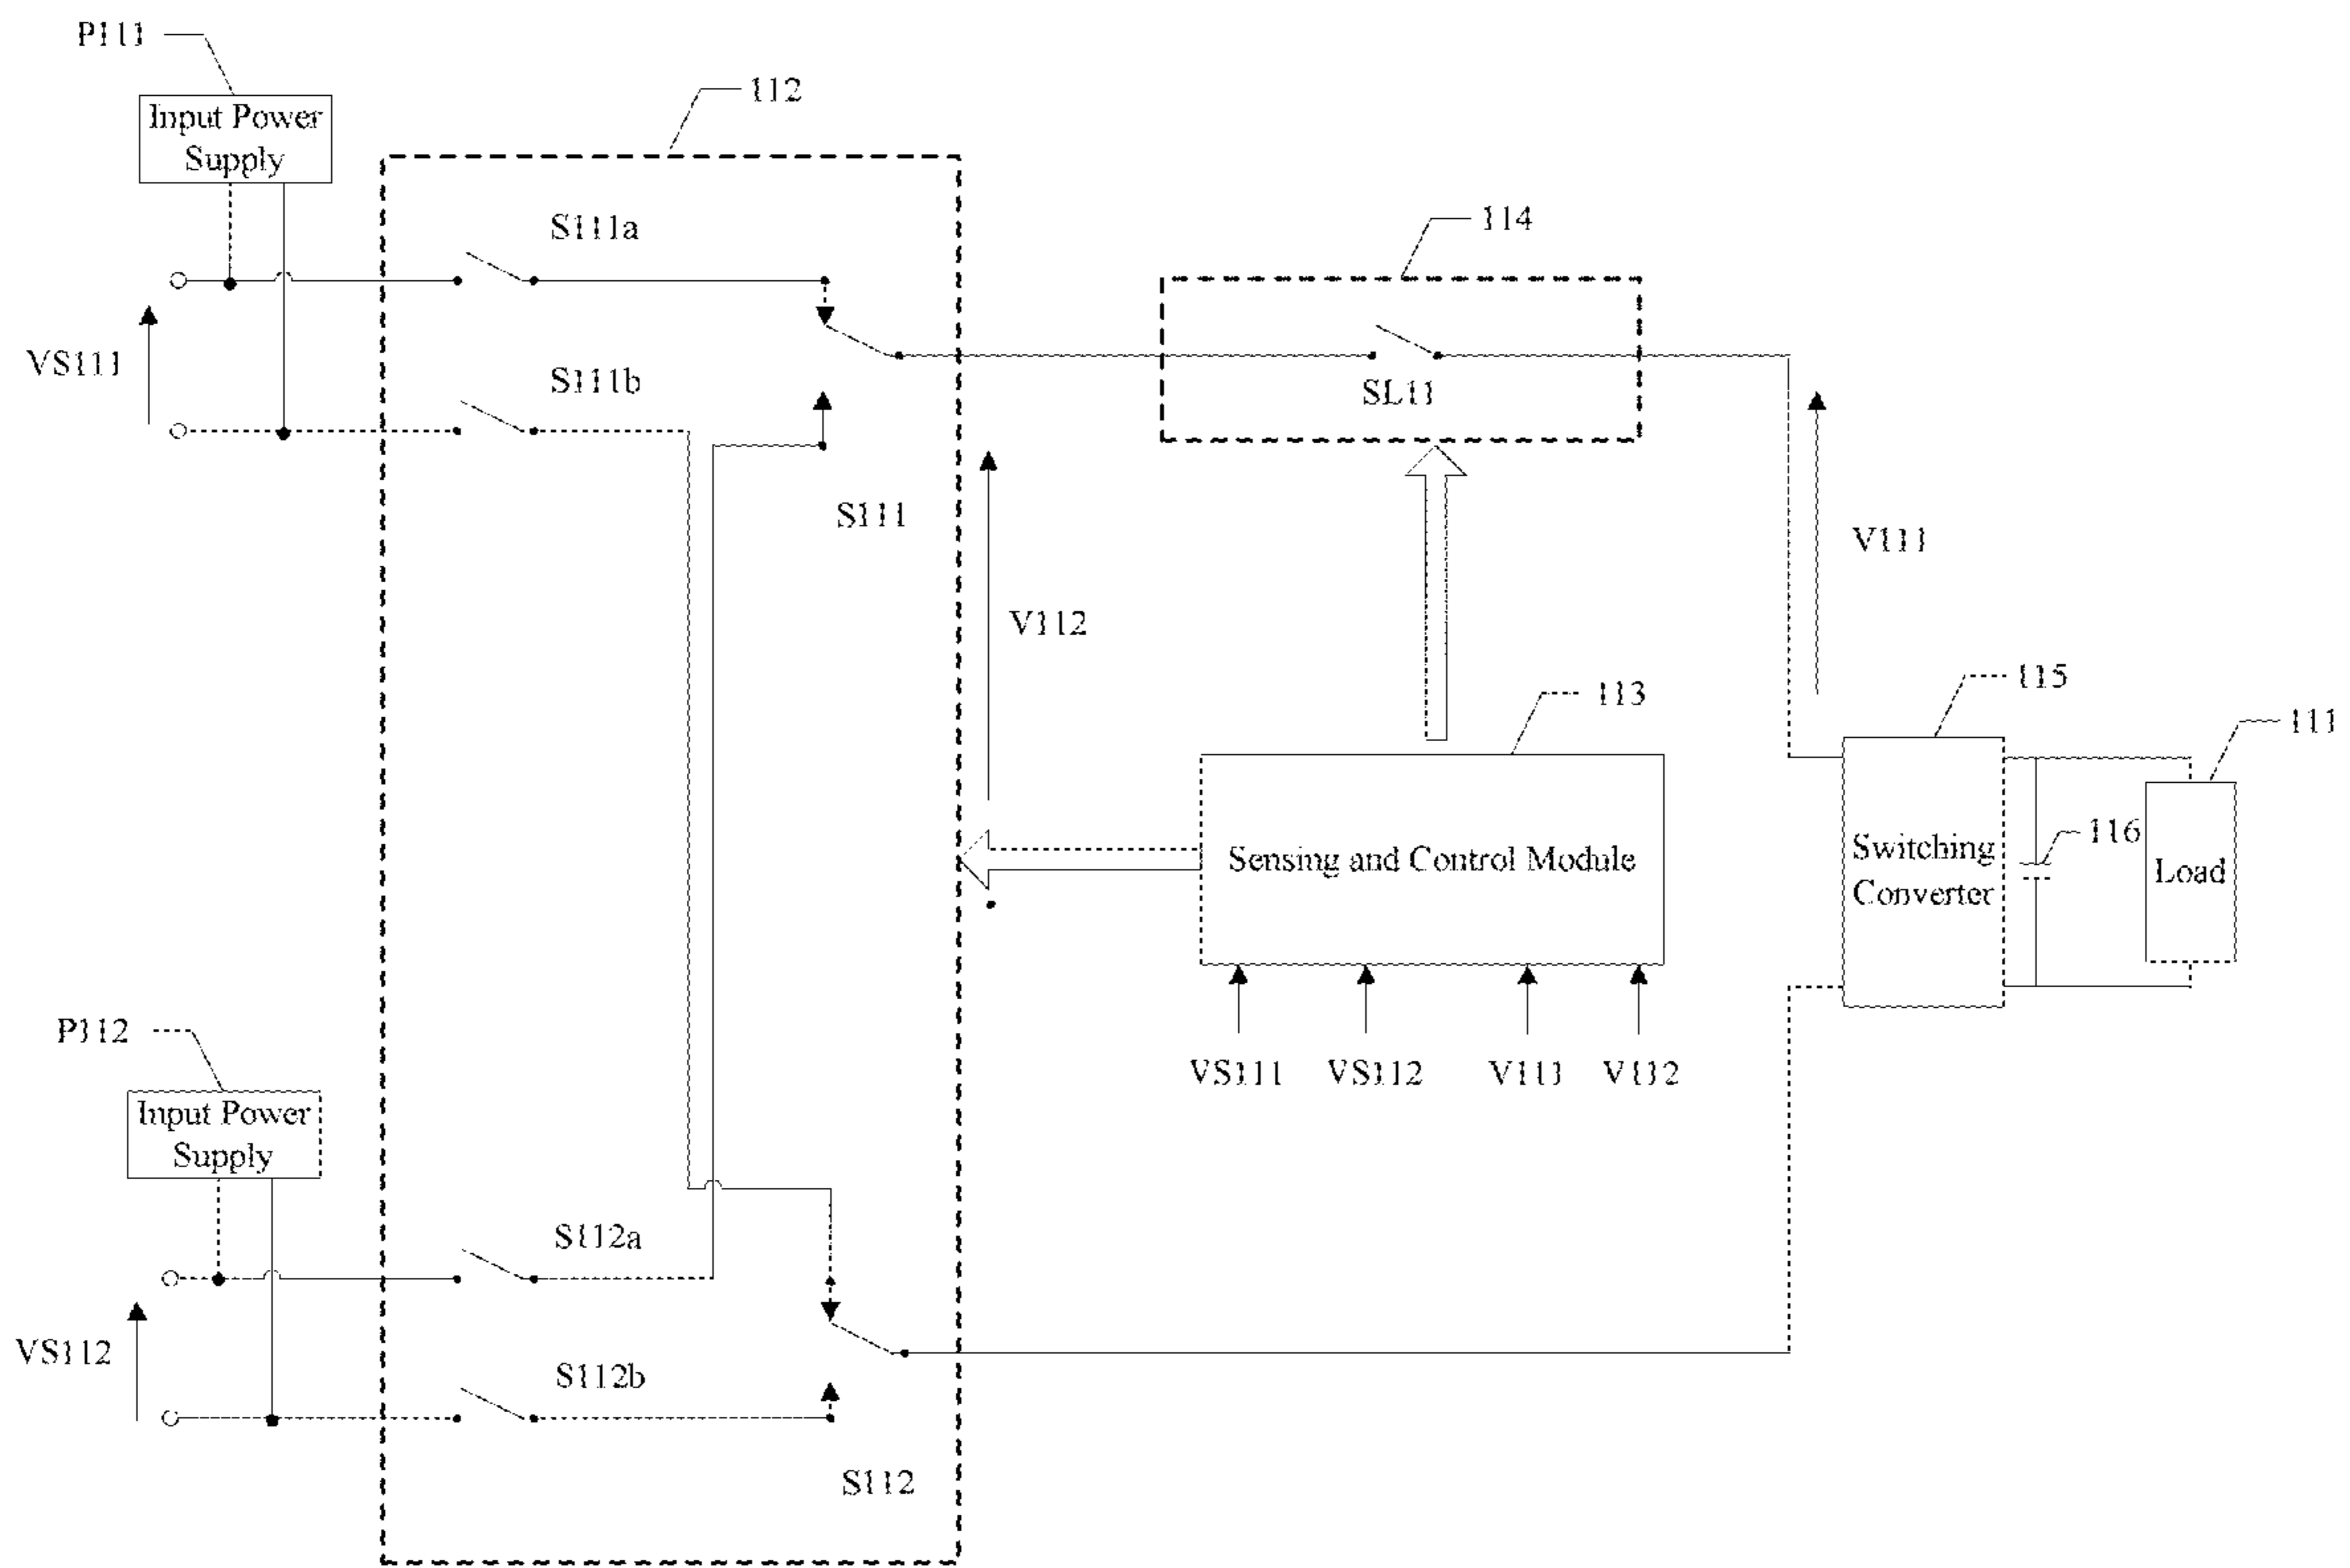 P111
Input Power
Supply
112
S111a
114
VS111
S111b
SL11
S111
V111
V112
115
113
111
116
Switching
Converter
Sensing and Control Module
Load
P112
VS111
VS112
V111
V112
Input Power
Supply
S112a
VS112
S112b
S112